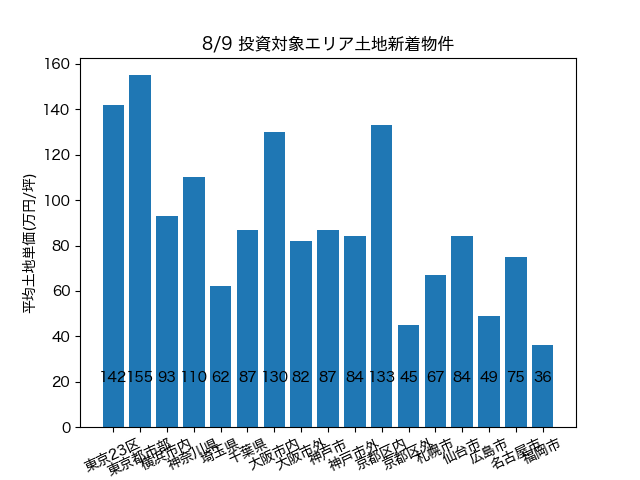 8/9 投資対象エリア土地新着物件
平均土地単価(万円/坪)
160
140
120
100
80
60
40
20
0
142 155 93 110 62 87 130 82 87 84 133 45 67 84 49 75 36
東京23区
東京都市部
横浜市内
神奈川県
埼玉県
千葉県
大阪市内
大阪市外
神戸市
神戸市外
京都区内
京都区外
札幌市
仙台市
広島市
名古屋市
福岡市